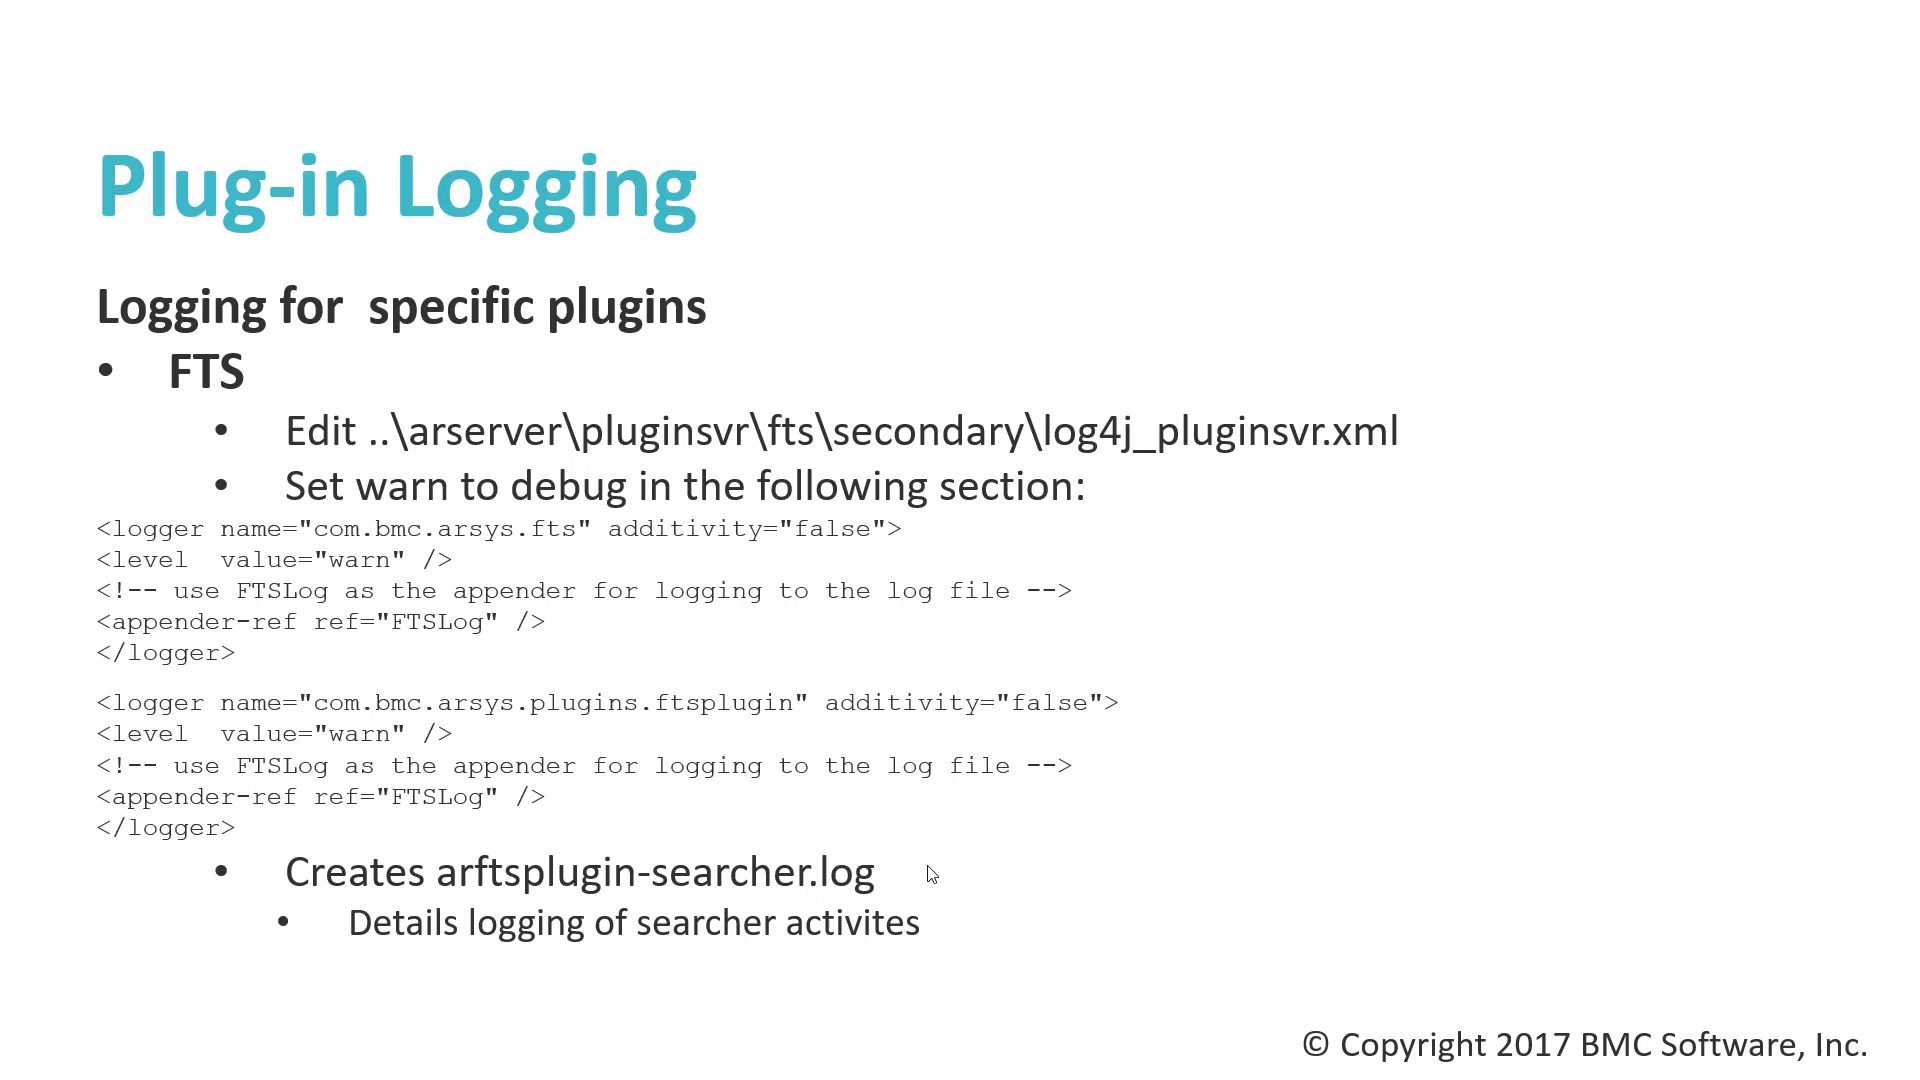 Plug-in Logging
Logging for  specific plugins
• FTS
• Edit ..\arserver\pluginsvr\fts\secondary\log4j_pluginsvr.xml
• Set warn to debug in the following section:
<logger name="com.bmc.arsys.fts" additivity="false">
<level  value="warn" />
<!-- use FTSLog as the appender for logging to the log file -->
<appender-ref ref="FTSLog" />
</logger>
<logger name="com.bmc.arsys.plugins.ftsplugin" additivity="false">
<level  value="warn" />
<!-- use FTSLog as the appender for logging to the log file -->
<appender-ref ref="FTSLog" />
</logger>
• Creates arftsplugin-searcher.log
• Details logging of searcher activites
© Copyright 2017 BMC Software, Inc.